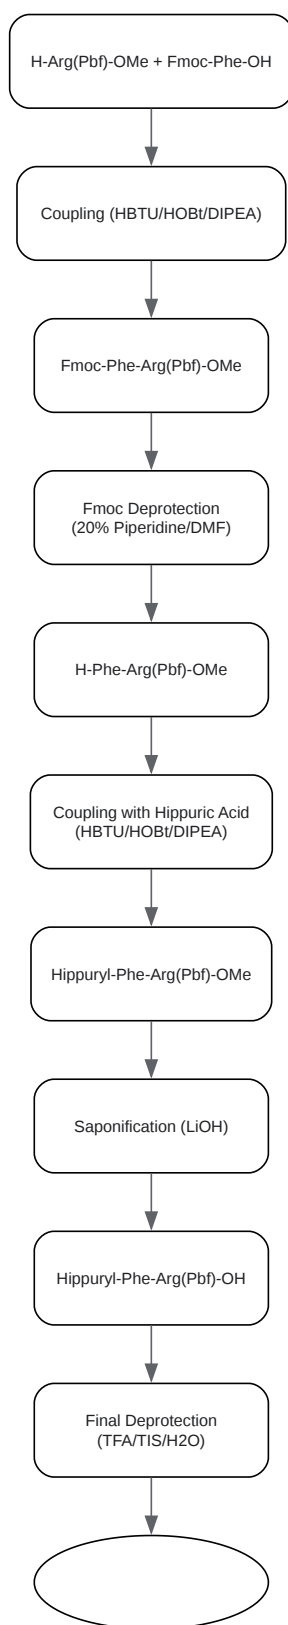 H-Arg(Pbf)-OMe + Fmoc-Phe-OH
Coupling (HBTU/HOBt/DIPEA)
Fmoc-Phe-Arg(Pbf)-OMe
Fmoc Deprotection
(20% Piperidine/DMF)
H-Phe-Arg(Pbf)-OMe
Coupling with Hippuric Acid
(HBTU/HOBt/DIPEA)
Hippuryl-Phe-Arg(Pbf)-OMe
Saponification (LiOH)
Hippuryl-Phe-Arg(Pbf)-OH
Final Deprotection
(TFA/TIS/H2O)